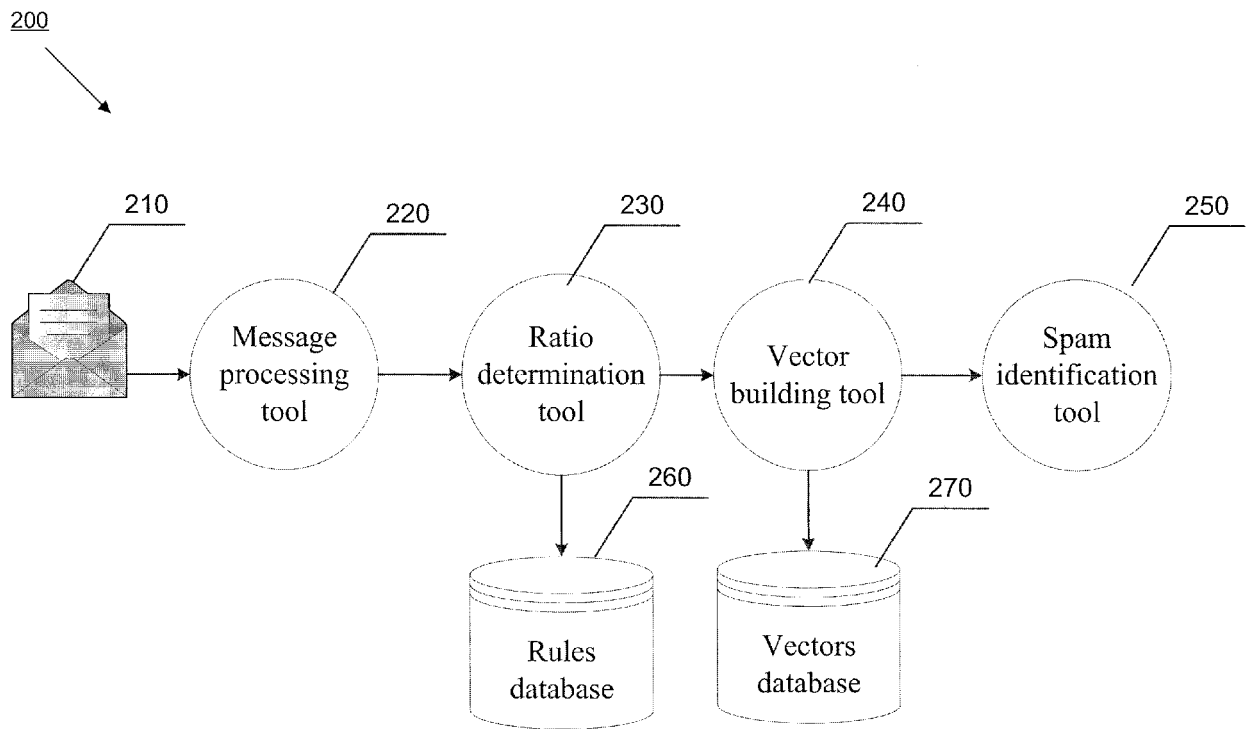 200
210
220
230
240
250
Message
processing
tool
Ratio
determination
tool
Vector
building tool
Spam
identification
tool
260
270
Rules
database
Vectors
database